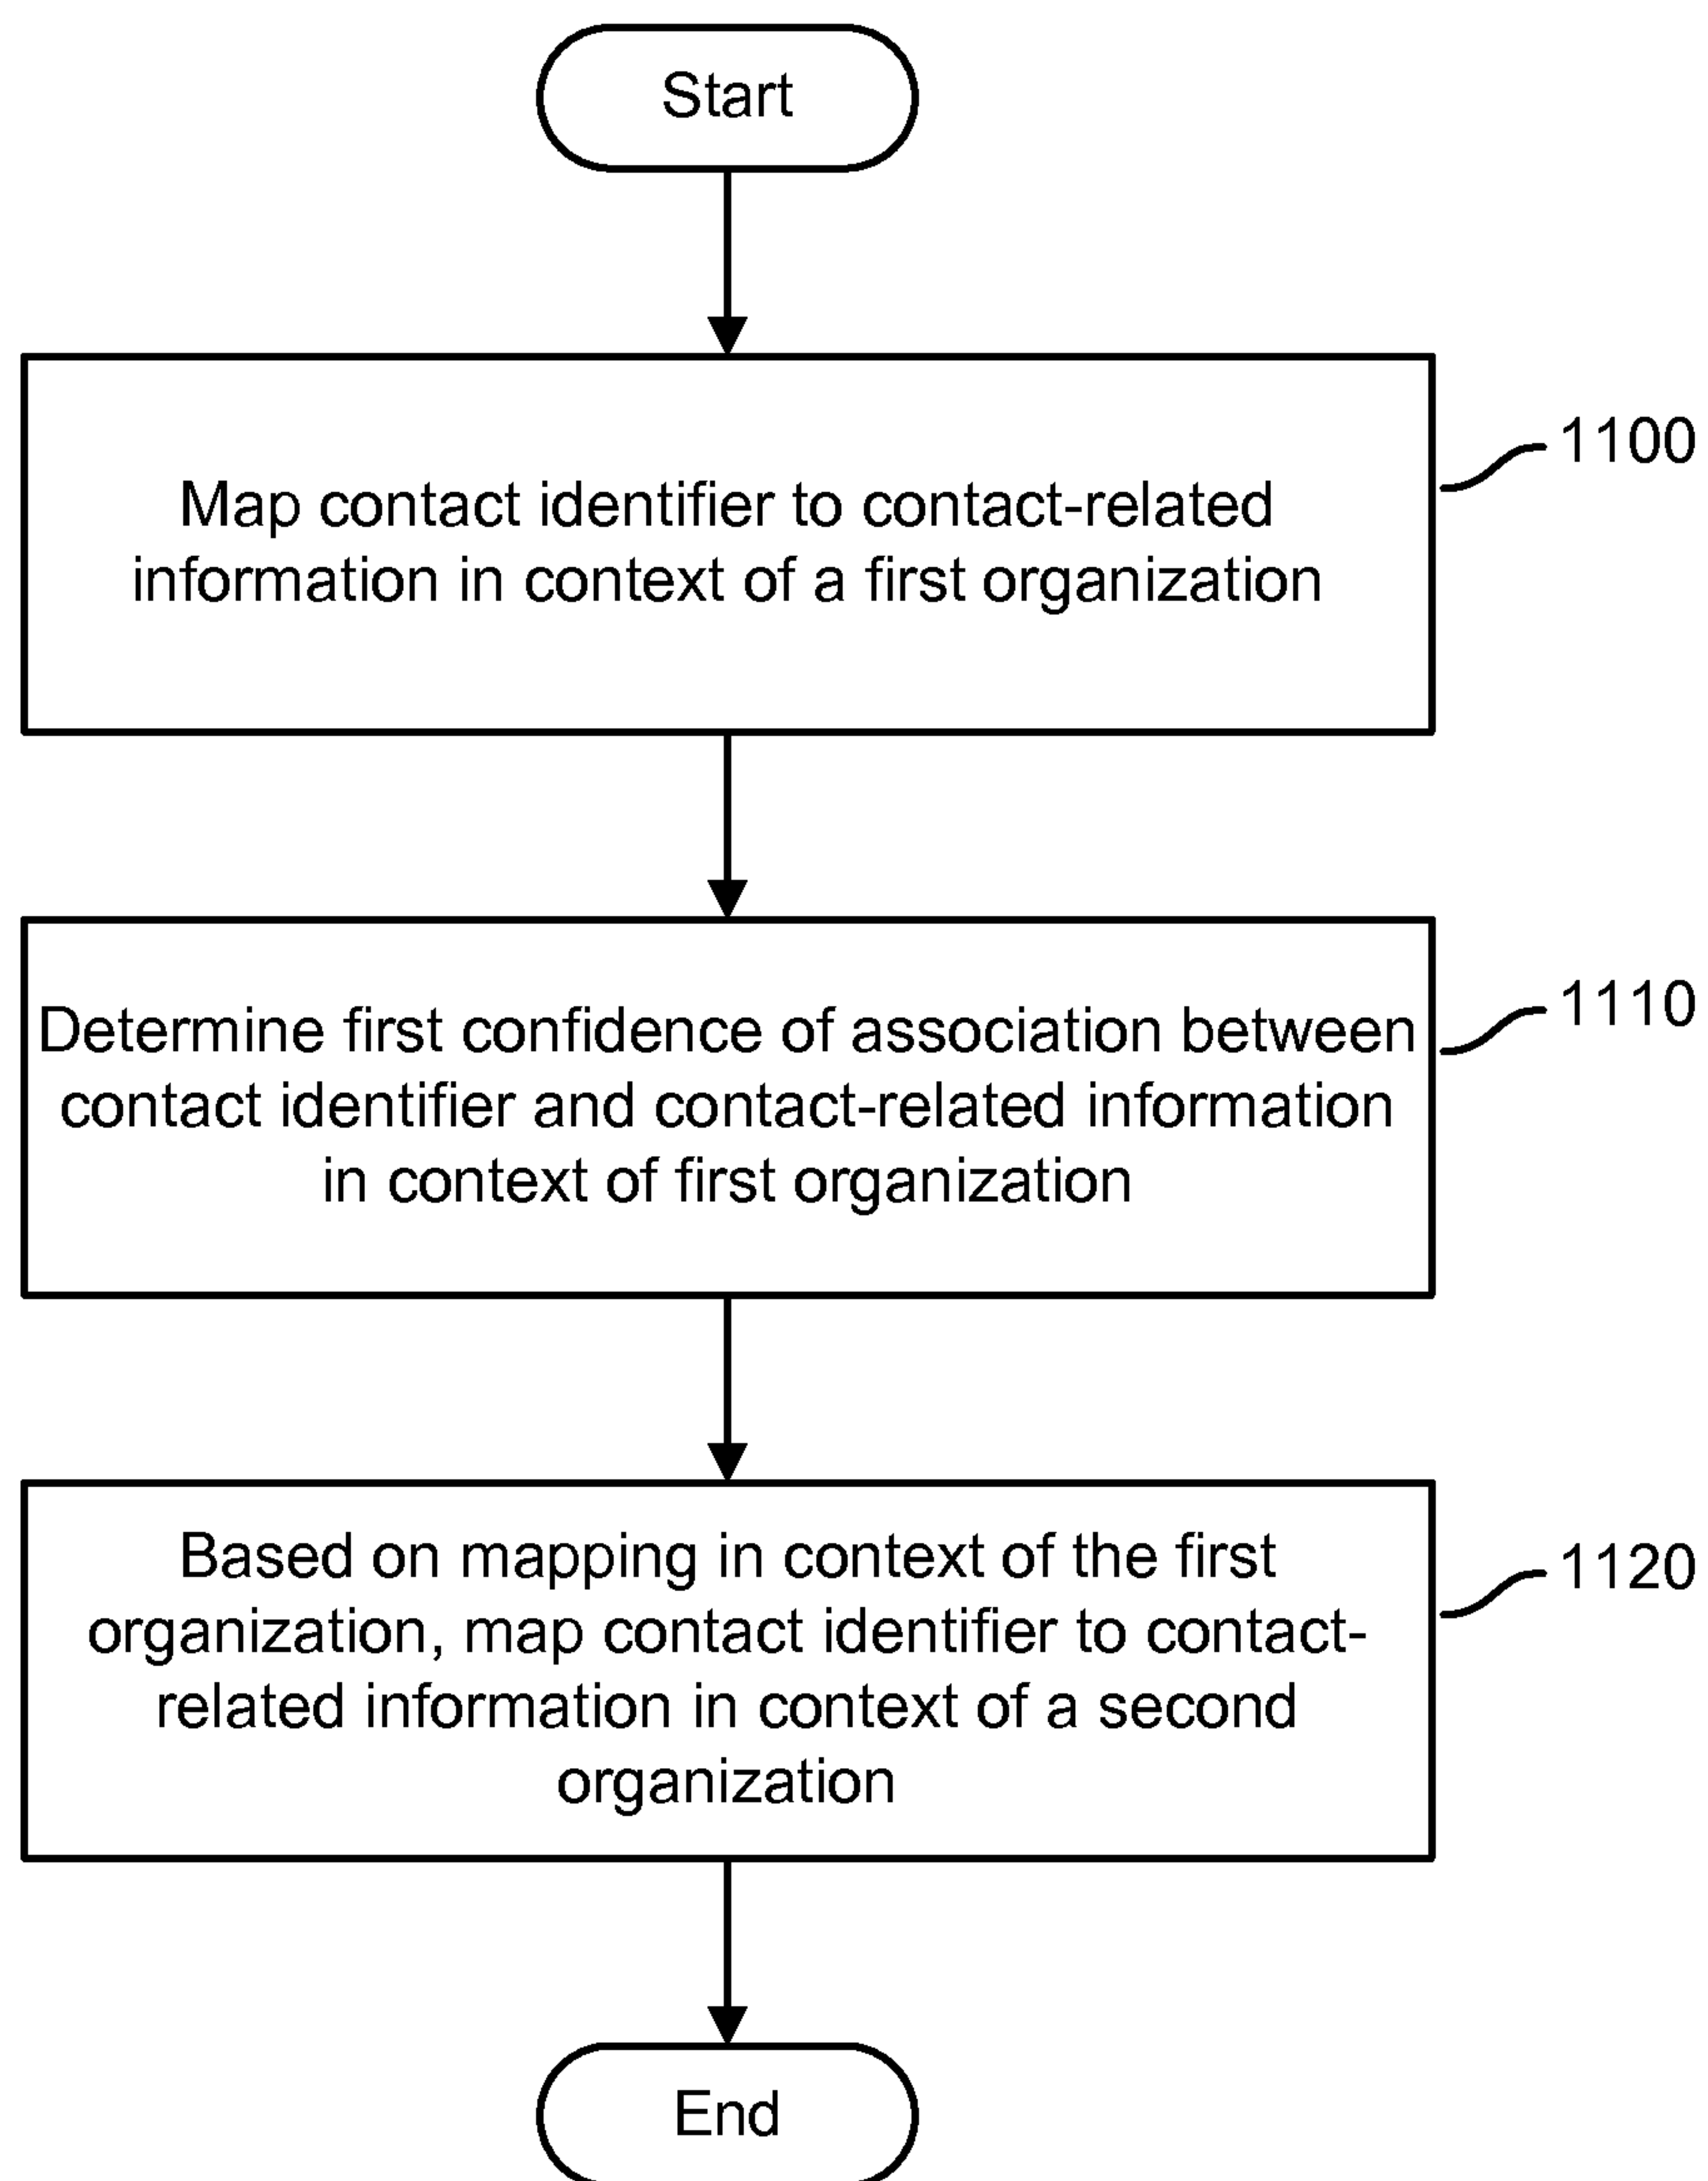 Start
Map contact identifier to contact-related
information in context of a first organization
1100
Determine first confidence of association between
contact identifier and contact-related information
in context of first organization
1110
Based on mapping in context of the first
organization, map contact identifier to contact-
related information in context of a second
organization
1120
End